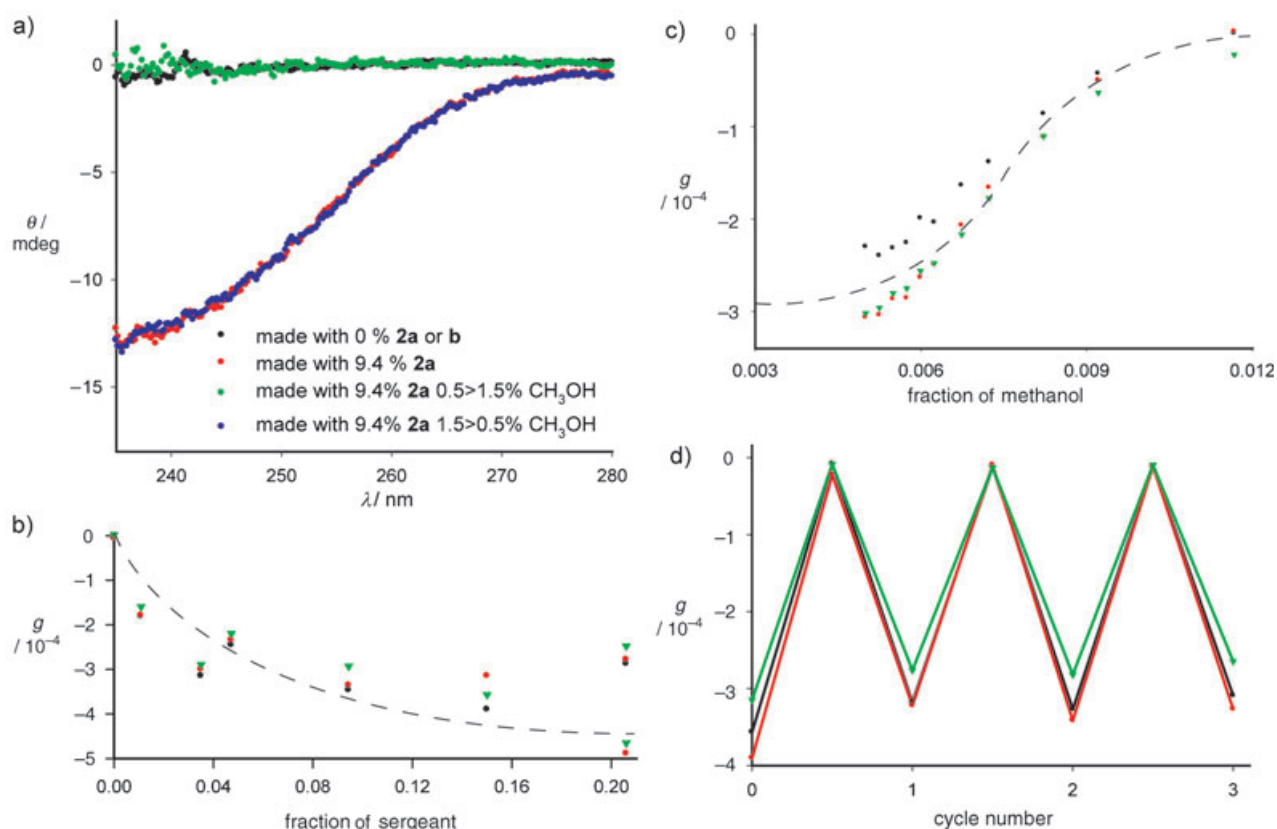 a)
0
−5
θ /
mdeg
−10
−15
made with 0 % 2a or b
made with 9.4 % 2a
made with 9.4% 2a 0.5>1.5% CH₃OH
made with 9.4% 2a 1.5>0.5% CH₃OH
240 250 260 270 280
λ/ nm
b)
0
−1
−2
g
/ 10⁻⁴
−3
−4
−5
0.00 0.04 0.08 0.12 0.16 0.20
fraction of sergeant
c)
0
−1
g
/ 10⁻⁴
−2
−3
0.003 0.006 0.009 0.012
fraction of methanol
d)
0
−1
g
/ 10⁻⁴
−2
−3
−4
0 1 2 3
cycle number